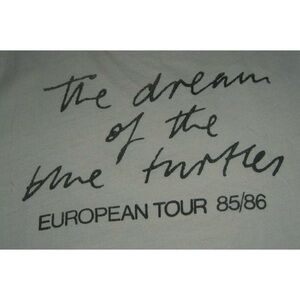 the dream
of the
blue turtles
EUROPEAN TOUR 85/86